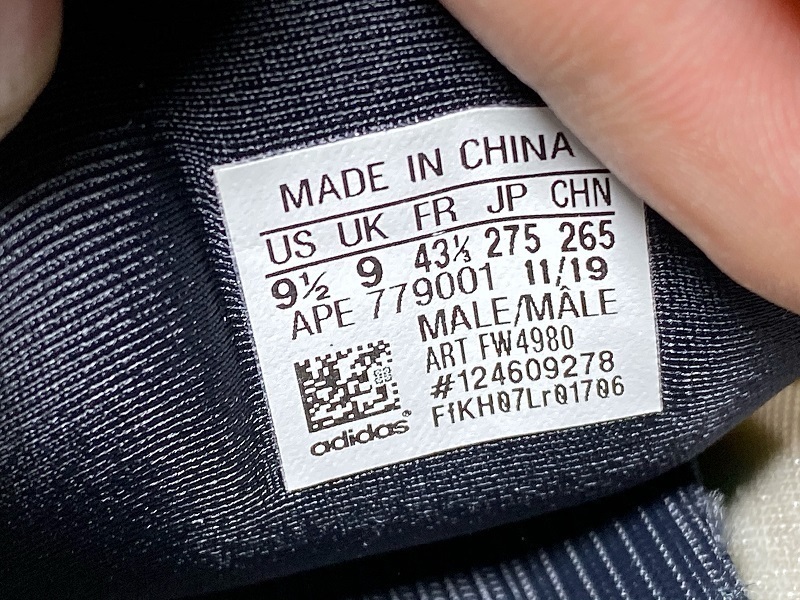 MADE IN CHINA
US UK FR JP CHN
9½ 9 43⅓ 275 265
APE 779001 11/19
MALE/MÂLE
ART FW4980
#124609278
FfKH07Lr01706
adidas®